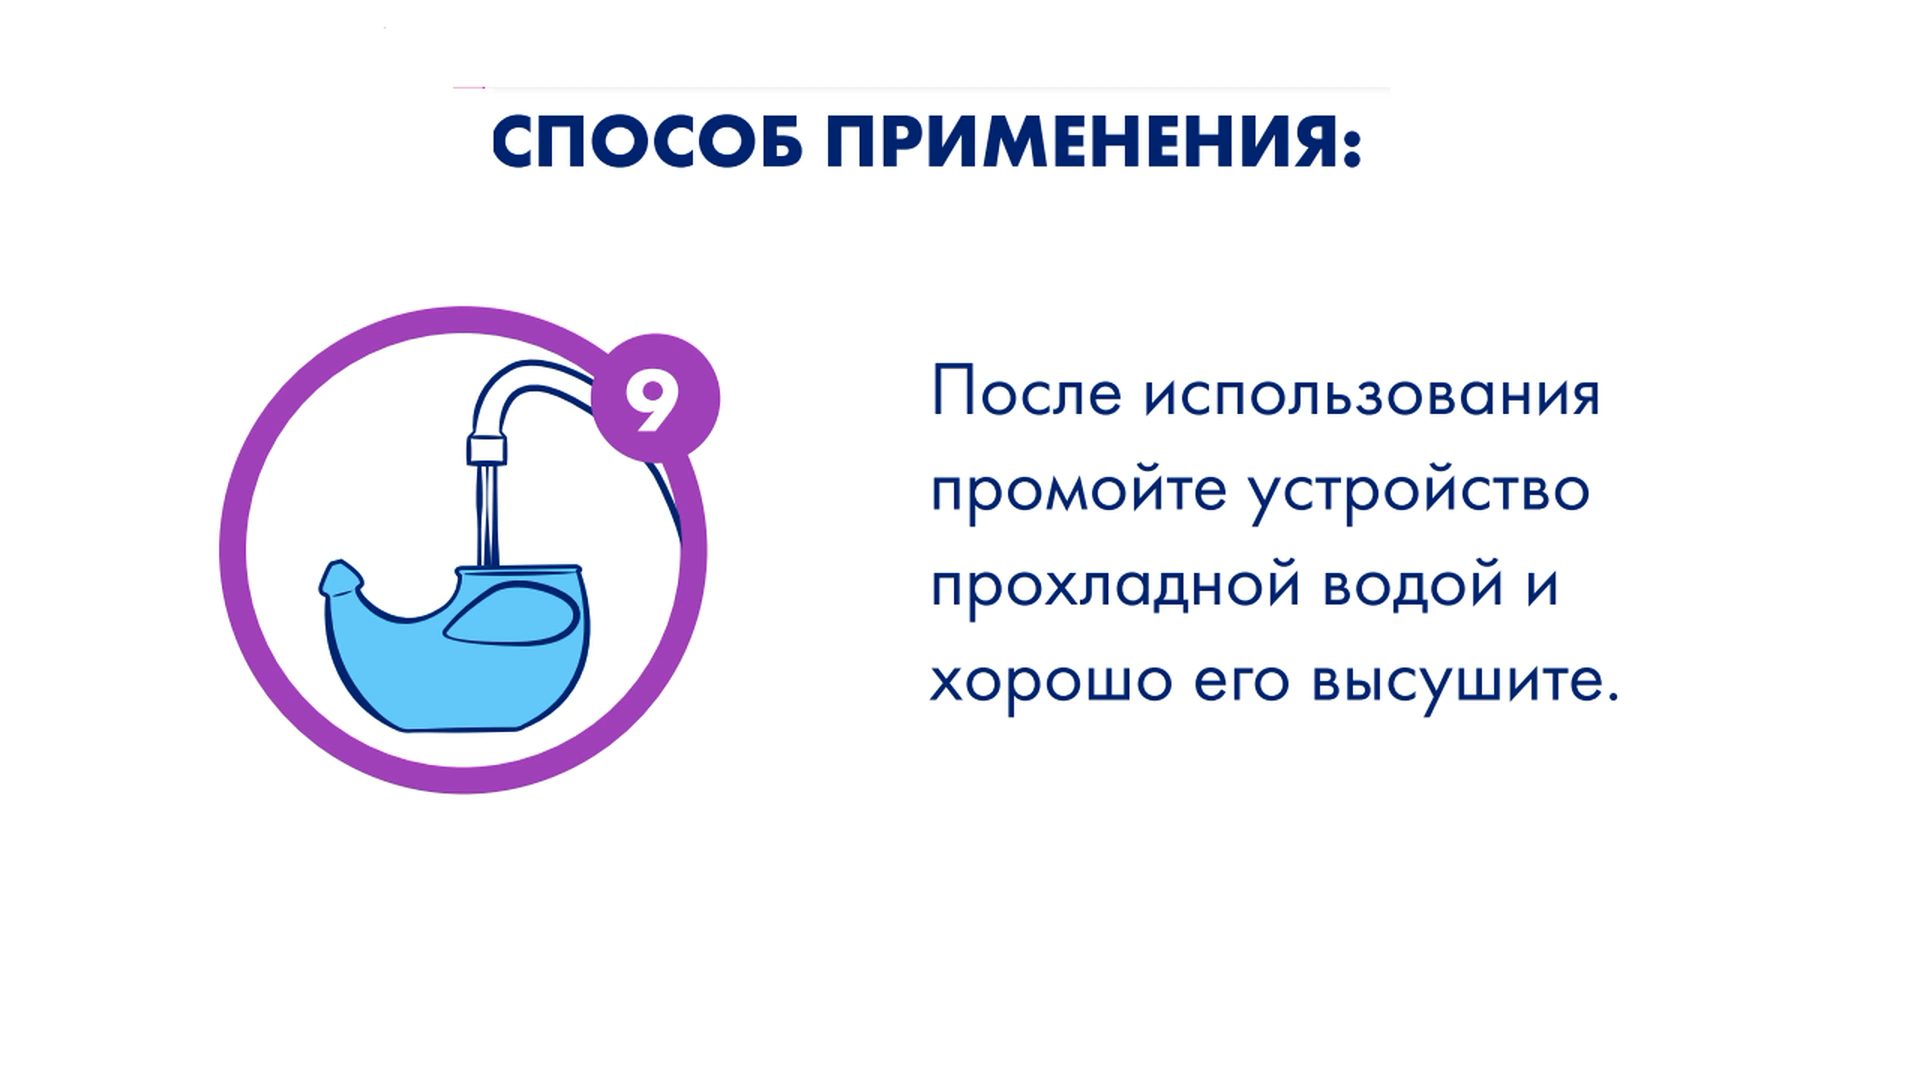 СПОСОБ ПРИМЕНЕНИЯ:
9
После использования
промойте устройство
прохладной водой и
хорошо его высушите.